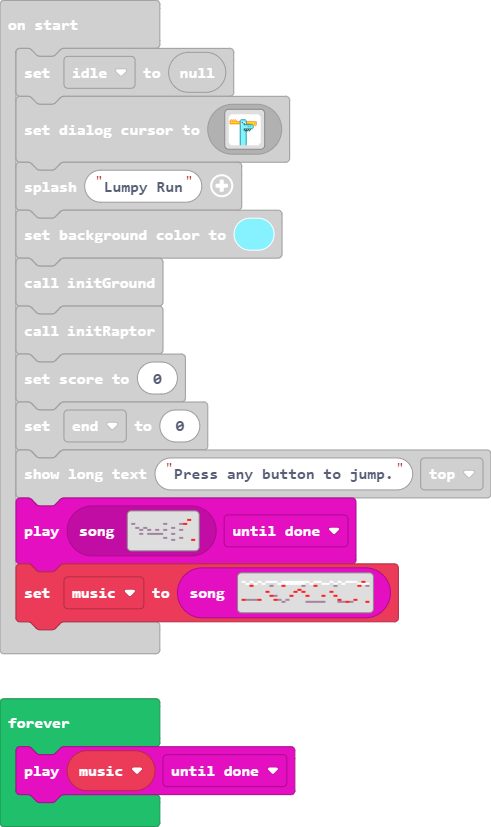 on start
set idle to null
set dialog cursor to
splash "Lumpy Run"
set background color to
call initGround
call initRaptor
set score to 0
set end to 0
show long text "Press any button to jump." top
play song until done
set music to song
forever
play music until done